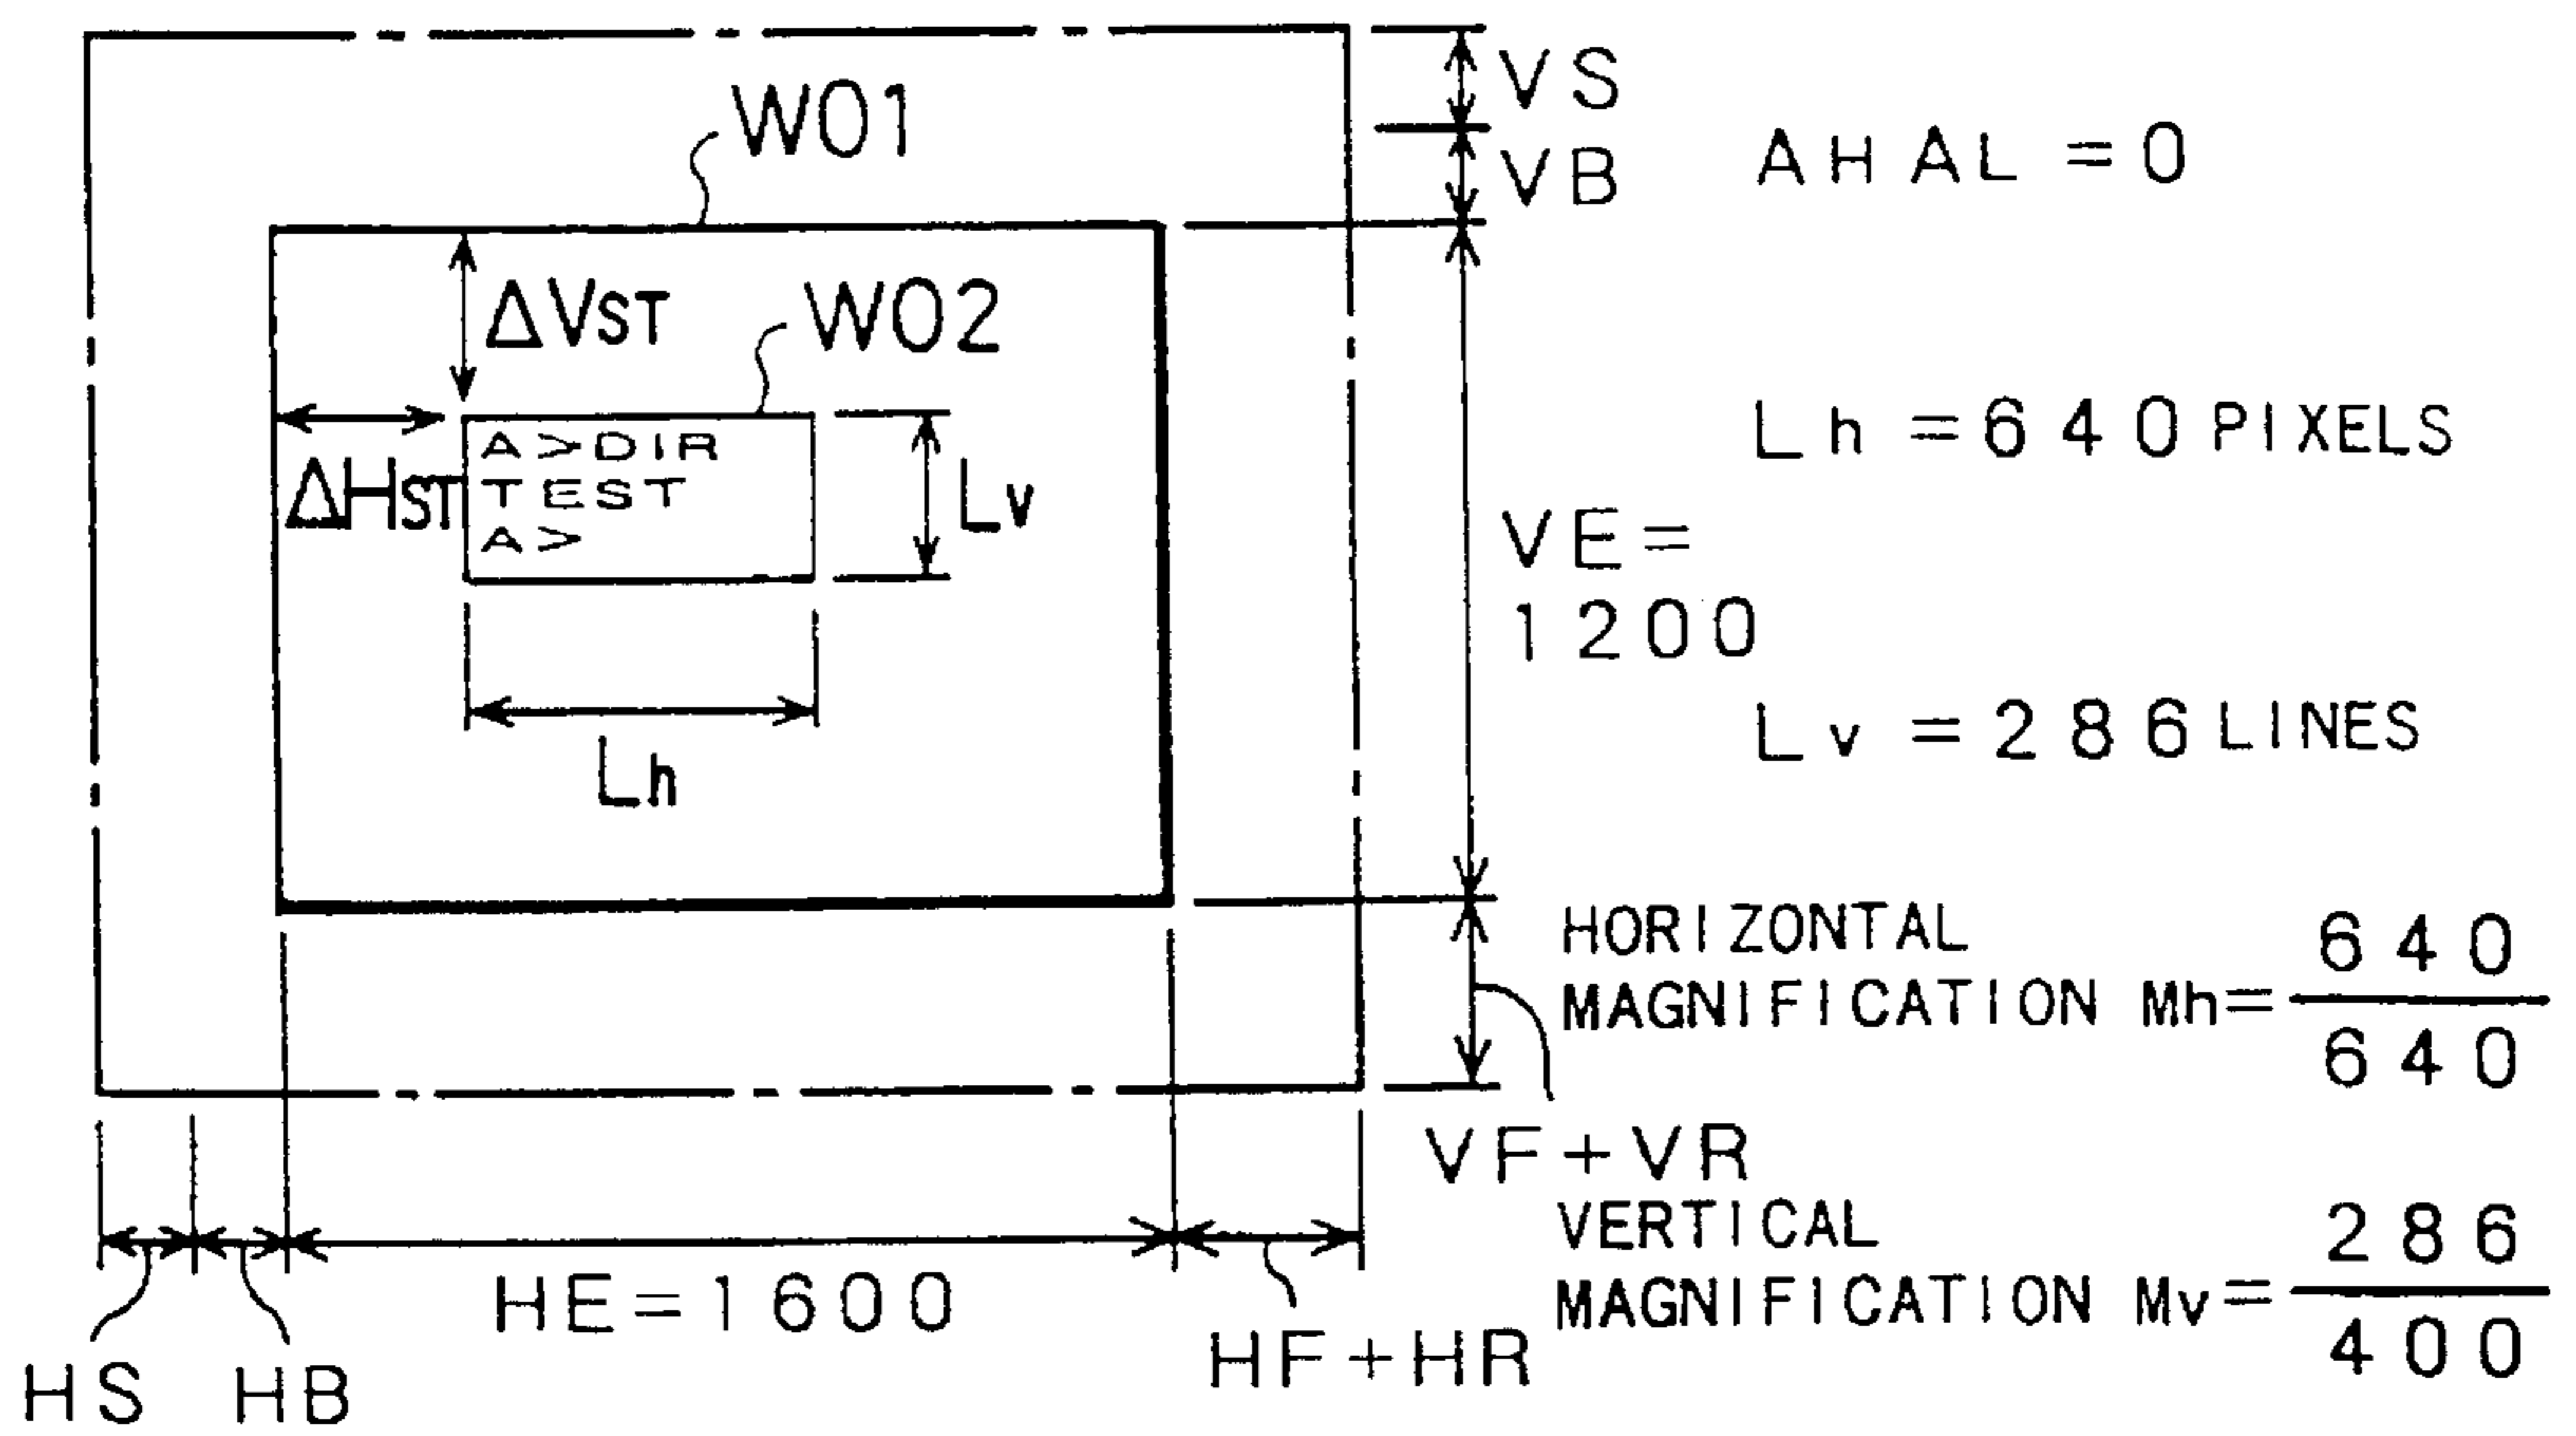 VS
W01
VB
AHAL=0
ΔVST
W02
Lh=640 PIXELS
A>DIR
TEST
A>
ΔHST
Lv
VE=
1200
Lv=286 LINES
Lh
HORIZONTAL
MAGNIFICATION Mh=640/640
VF+VR
VERTICAL
MAGNIFICATION Mv=286/400
HE=1600
HF+HR
HS
HB